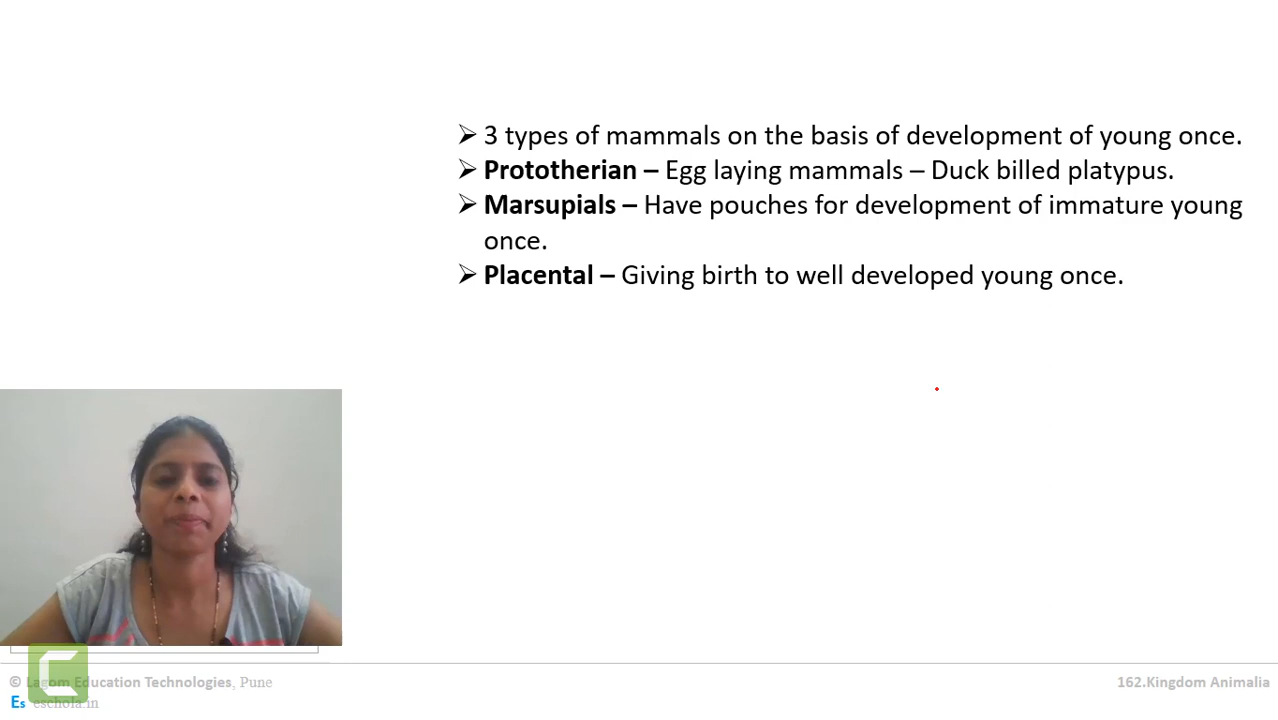 ➢ 3 types of mammals on the basis of development of young once.
➢ Prototherian – Egg laying mammals – Duck billed platypus.
➢ Marsupials – Have pouches for development of immature young
once.
➢ Placental – Giving birth to well developed young once.
© Lagom Education Technologies, Pune
162.Kingdom Animalia
Es eschola.in